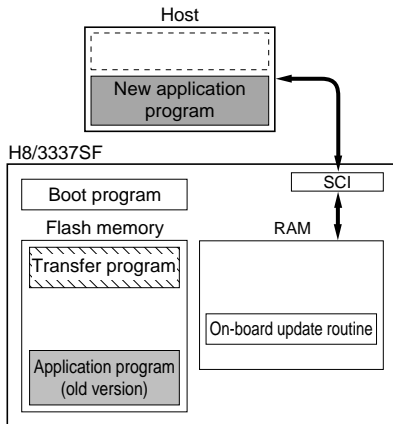 Host
New application
program
H8/3337SF
SCI
Boot program
Flash memory
RAM
Transfer program
On-board update routine
Application program
(old version)